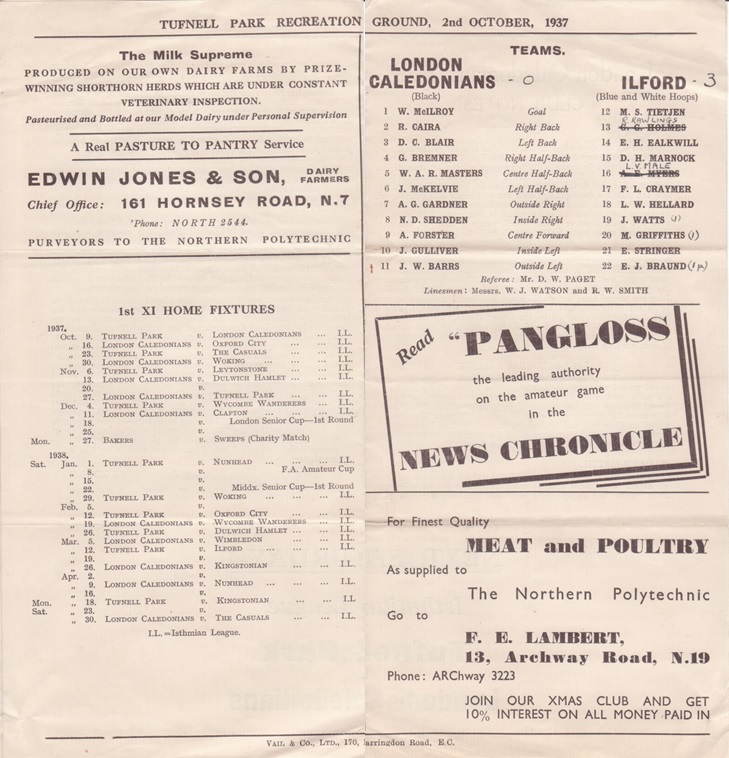 TUFNELL PARK RECREATION GROUND, 2nd OCTOBER, 1937
The Milk Supreme
PRODUCED ON OUR OWN DAIRY FARMS BY PRIZE-
WINNING SHORTHORN HERDS WHICH ARE UNDER CONSTANT
VETERINARY INSPECTION.
Pasteurised and Bottled at our Model Dairy under Personal Supervision
A Real PASTURE TO PANTRY Service
EDWIN JONES & SON, DAIRY FARMERS
Chief Office: 161 HORNSEY ROAD, N.7
'Phone: NORTH 2544.
PURVEYORS TO THE NORTHERN POLYTECHNIC
1st XI HOME FIXTURES
1937.
Oct. 9. TUFNELL PARK v. LONDON CALEDONIANS ... I.L.
„ 16. LONDON CALEDONIANS v. OXFORD CITY ... ... I.L.
„ 23. TUFNELL PARK v. THE CASUALS ... ... I.L.
„ 30. LONDON CALEDONIANS v. WOKING ... ... ... I.L.
Nov. 6. TUFNELL PARK v. LEYTONSTONE ... ... I.L.
13. LONDON CALEDONIANS v. DULWICH HAMLET ... ... I.L.
20. v.
27. LONDON CALEDONIANS v. TUFNELL PARK ... ... I.L.
Dec. 4. TUFNELL PARK v. WYCOMBE WANDERERS ... I.L.
„ 11. LONDON CALEDONIANS v. CLAPTON ... ... ... I.L.
„ 18. v. London Senior Cup—1st Round
„ 25. v.
Mon. „ 27. BAKERS v. SWEEPS (Charity Match)
1938.
Sat. Jan. 1. TUFNELL PARK v. NUNHEAD ... ... ... I.L.
„ 8. v. F.A. Amateur Cup
„ 15. v.
„ 22. v. Middx. Senior Cup—1st Round
„ 29. TUFNELL PARK v. WOKING ... ... ... I.L.
Feb. 5. v.
„ 12. TUFNELL PARK v. OXFORD CITY ... ... I.L.
„ 19. LONDON CALEDONIANS v. WYCOMBE WANDERERS ... I.L.
„ 26. TUFNELL PARK v. DULWICH HAMLET ... ... I.L.
Mar. 5. LONDON CALEDONIANS v. WIMBLEDON ... ... I.L.
„ 12. TUFNELL PARK v. ILFORD ... ... ... I.L.
„ 19. v.
„ 26. LONDON CALEDONIANS v. KINGSTONIAN ... ... I.L.
Apr. 2. v.
„ 9. LONDON CALEDONIANS v. NUNHEAD ... ... ... I.L
„ 16. v.
Mon. „ 18. TUFNELL PARK v. KINGSTONIAN ... ... I.L
Sat. „ 23. v.
„ 30. LONDON CALEDONIANS v. THE CASUALS ... ... I.L
I.L.=Isthmian League.
TEAMS.
LONDON CALEDONIANS - 0 ILFORD - 3
(Black) (Blue and White Hoops)
1 W. McILROY Goal 12 M. S. TIETJEN
R RAWLINGS
2 R. CAIRA Right Back 13 G. G. HOLMES
3 D. C. BLAIR Left Back 14 E. H. EALKWILL
4 G. BREMNER Right Half-Back 15 D. H. MARNOCK
L.V. MALE
5 W. A. R. MASTERS Centre Half-Back 16 A. E. MYERS
6 J. McKELVIE Left Half-Back 17 F. L. CRAYMER
7 A. G. GARDNER Outside Right 18 L. W. HELLARD
8 N. D. SHEDDEN Inside Right 19 J. WATTS (1)
9 A. FORSTER Centre Forward 20 M. GRIFFITHS (1)
10 J. GULLIVER Inside Left 21 E. STRINGER
11 J. W. BARRS Outside Left 22 E. J. BRAUND (1 p)
Referee: Mr. D. W. PAGET
Linesmen: Messrs. W. J. WATSON and R. W. SMITH
Read "PANGLOSS
the leading authority
on the amateur game
in the
NEWS CHRONICLE
For Finest Quality
MEAT and POULTRY
As supplied to
The Northern Polytechnic
Go to
F. E. LAMBERT,
13, Archway Road, N.19
Phone: ARChway 3223
JOIN OUR XMAS CLUB AND GET
10% INTEREST ON ALL MONEY PAID IN
VAIL & CO., LTD., 170, arringdon Road, E.C.